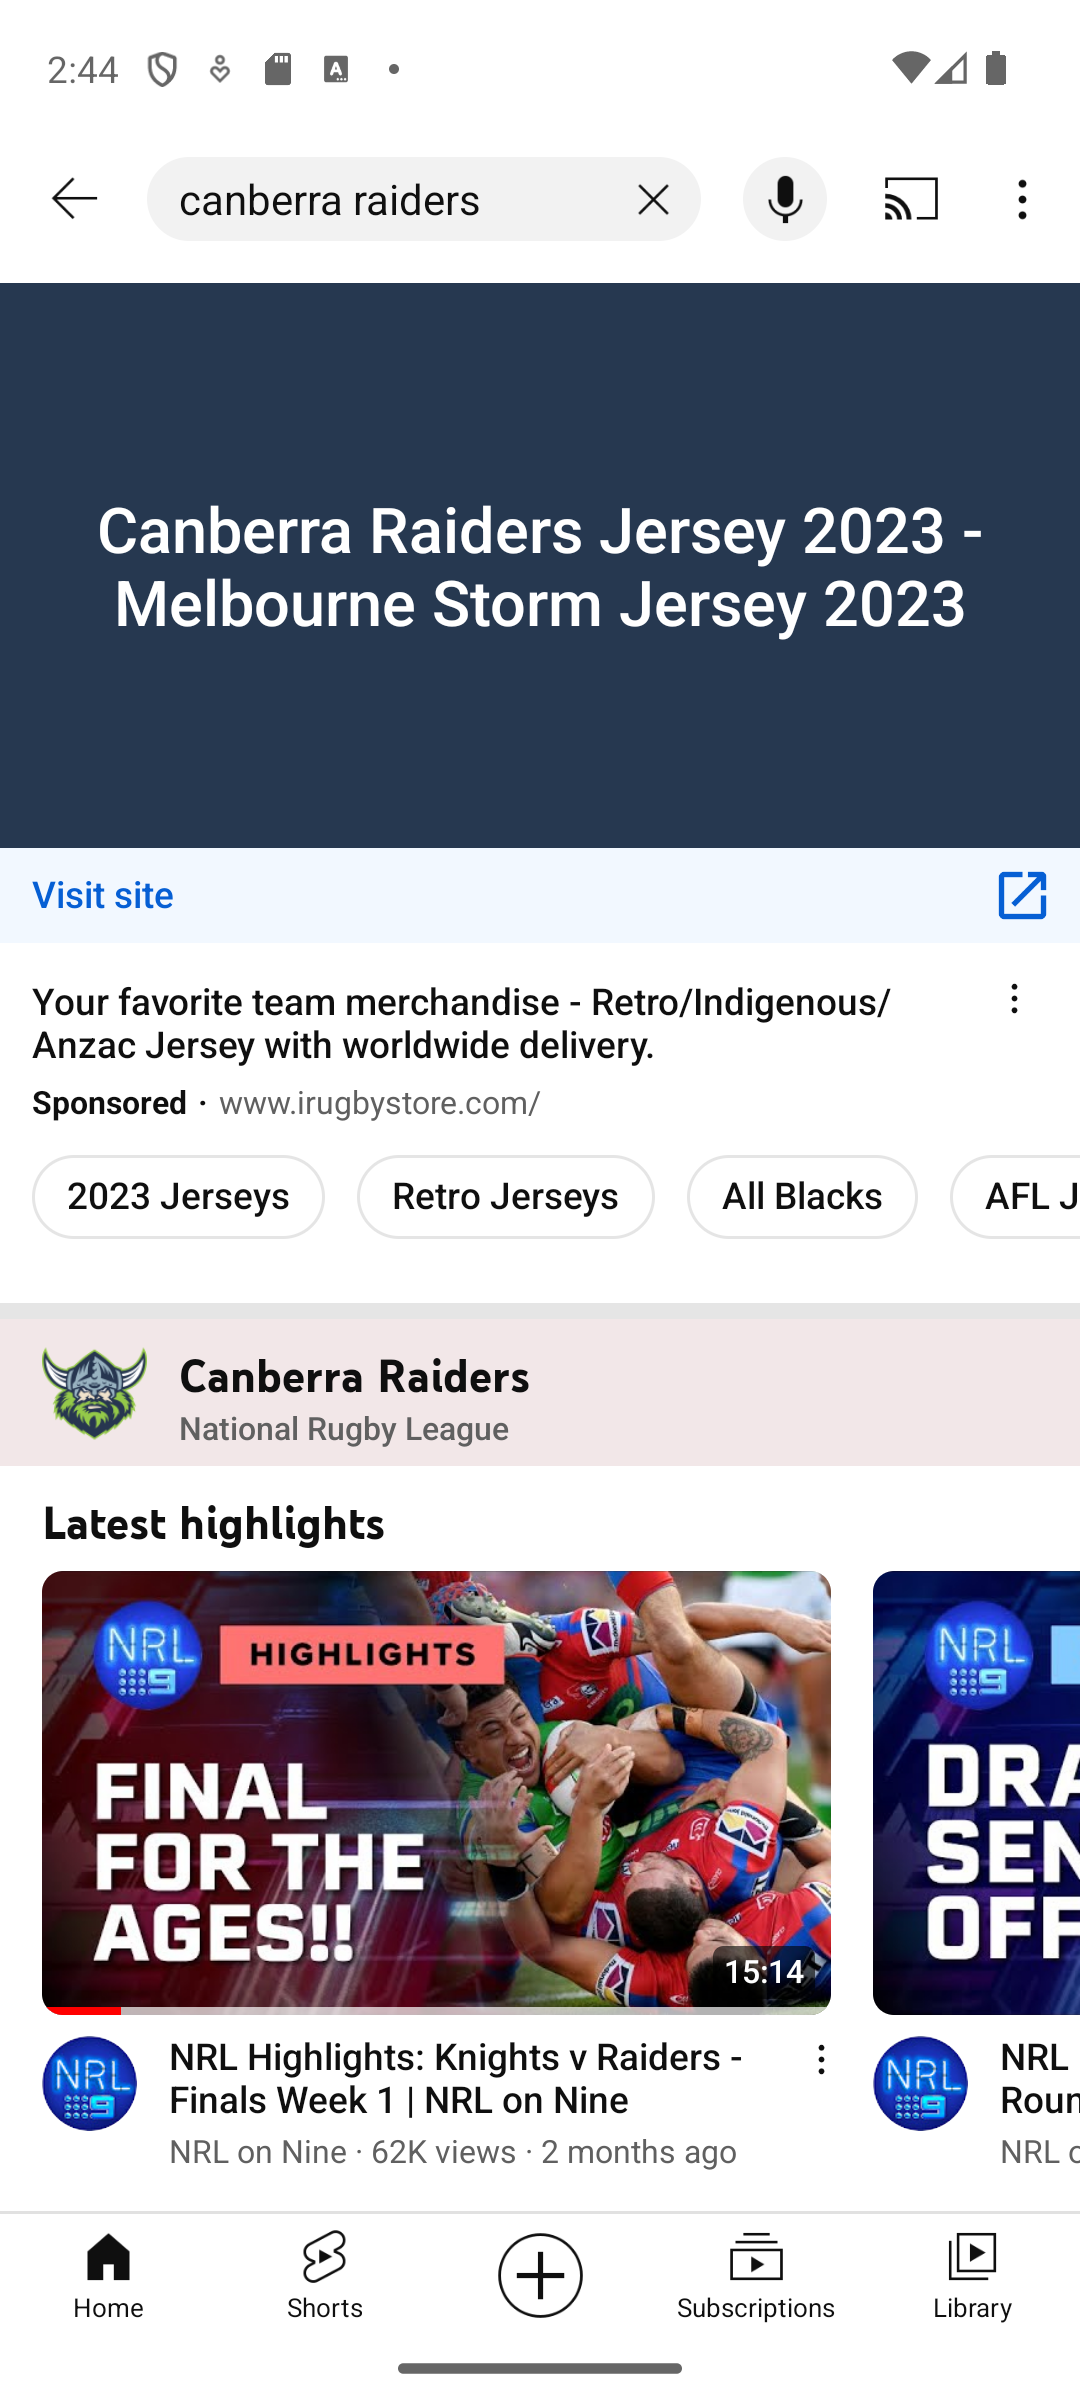 2:44
canberra raiders
Canberra Raiders Jersey 2023 -
Melbourne Storm Jersey 2023
Visit site
Your favorite team merchandise - Retro/Indigenous/
Anzac Jersey with worldwide delivery.
Sponsored · www.irugbystore.com/
2023 Jerseys
Retro Jerseys
All Blacks
AFL J
Canberra Raiders
National Rugby League
Latest highlights
NRL
9
HIGHLIGHTS
FINAL
FOR THE
AGES!!
15:14
NRL
9
DRA
SEN
OFF
NRL
9
NRL Highlights: Knights v Raiders -
Finals Week 1 | NRL on Nine
NRL on Nine · 62K views · 2 months ago
NRL
9
NRL
Roun
NRL o
Home
Shorts
Subscriptions
Library